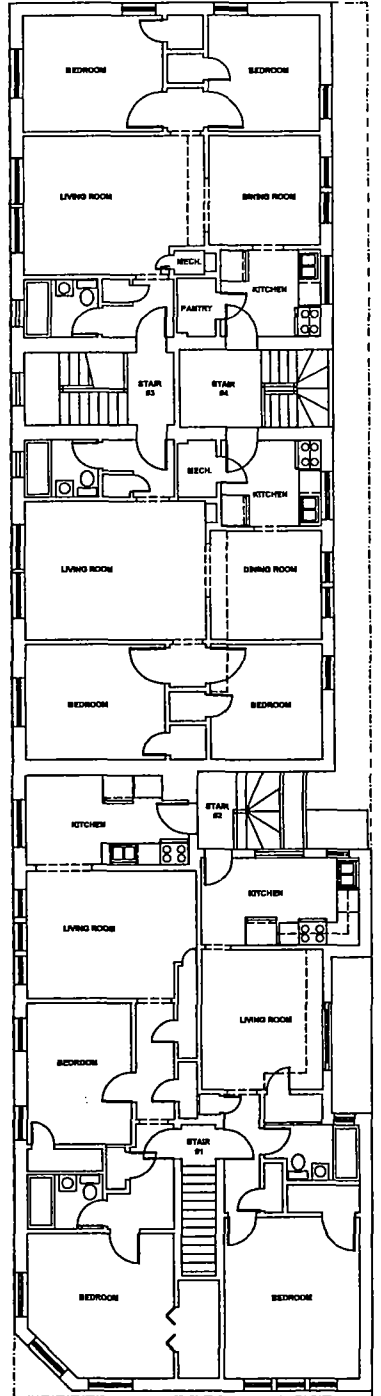 BEDROOM
BEDROOM
LIVING ROOM
DINING ROOM
MECH.
KITCHEN
PANTRY
STAIR
#3
STAIR
#4
MECH.
KITCHEN
LIVING ROOM
DINING ROOM
BEDROOM
BEDROOM
STAIR
#2
KITCHEN
KITCHEN
LIVING ROOM
LIVING ROOM
BEDROOM
STAIR
#1
BEDROOM
BEDROOM